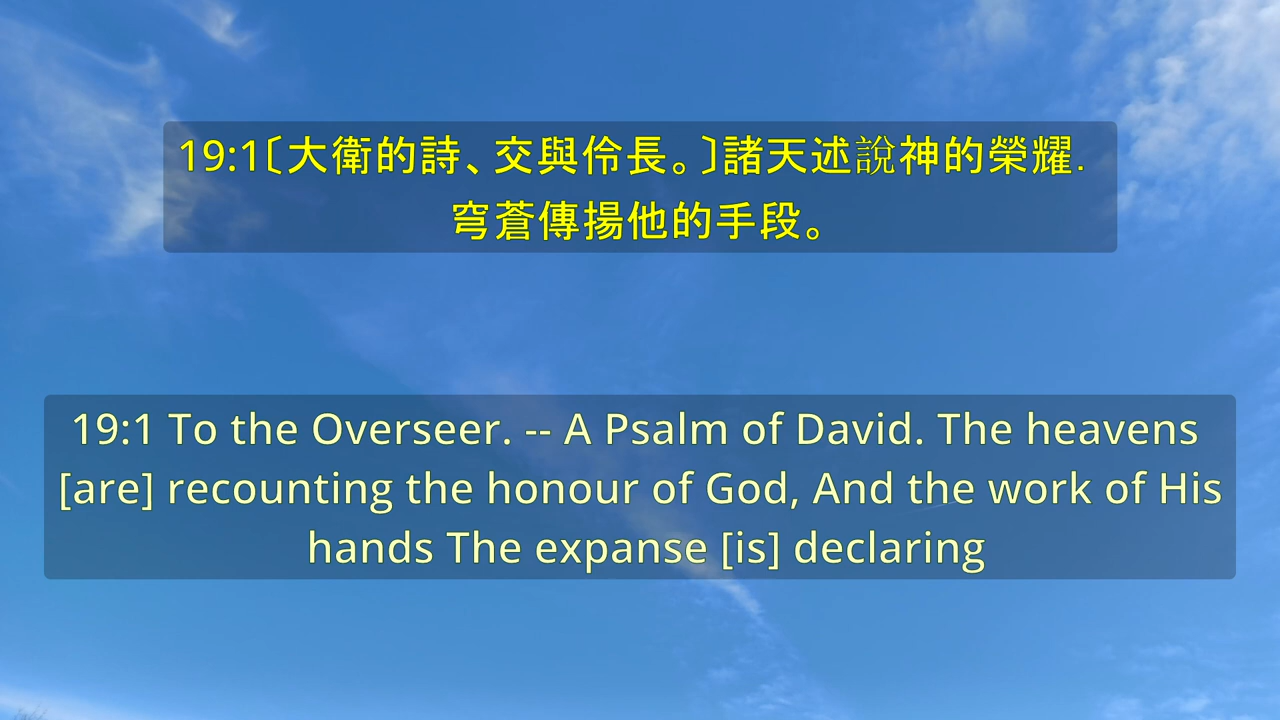 19:1〔大衛的詩、交與伶長。〕諸天述說神的榮耀.
穹蒼傳揚他的手段。
19:1 To the Overseer. -- A Psalm of David. The heavens
[are] recounting the honour of God, And the work of His
hands The expanse [is] declaring